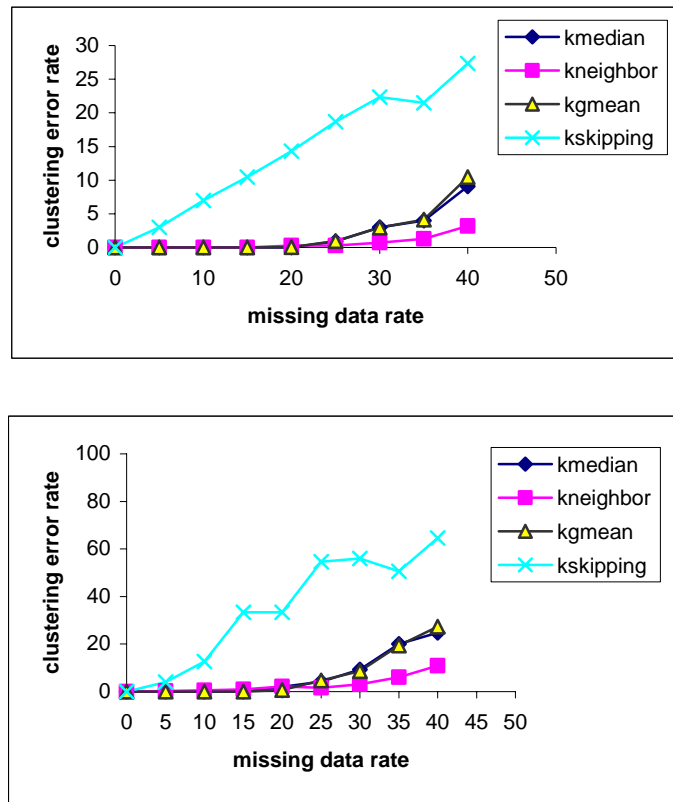 clustering error rate
30
25
20
15
10
5
0
0 10 20 30 40 50
missing data rate
kmedian
kneighbor
kgmean
kskipping
clustering error rate
100
80
60
40
20
0
0 5 10 15 20 25 30 35 40 45 50
missing data rate
kmedian
kneighbor
kgmean
kskipping